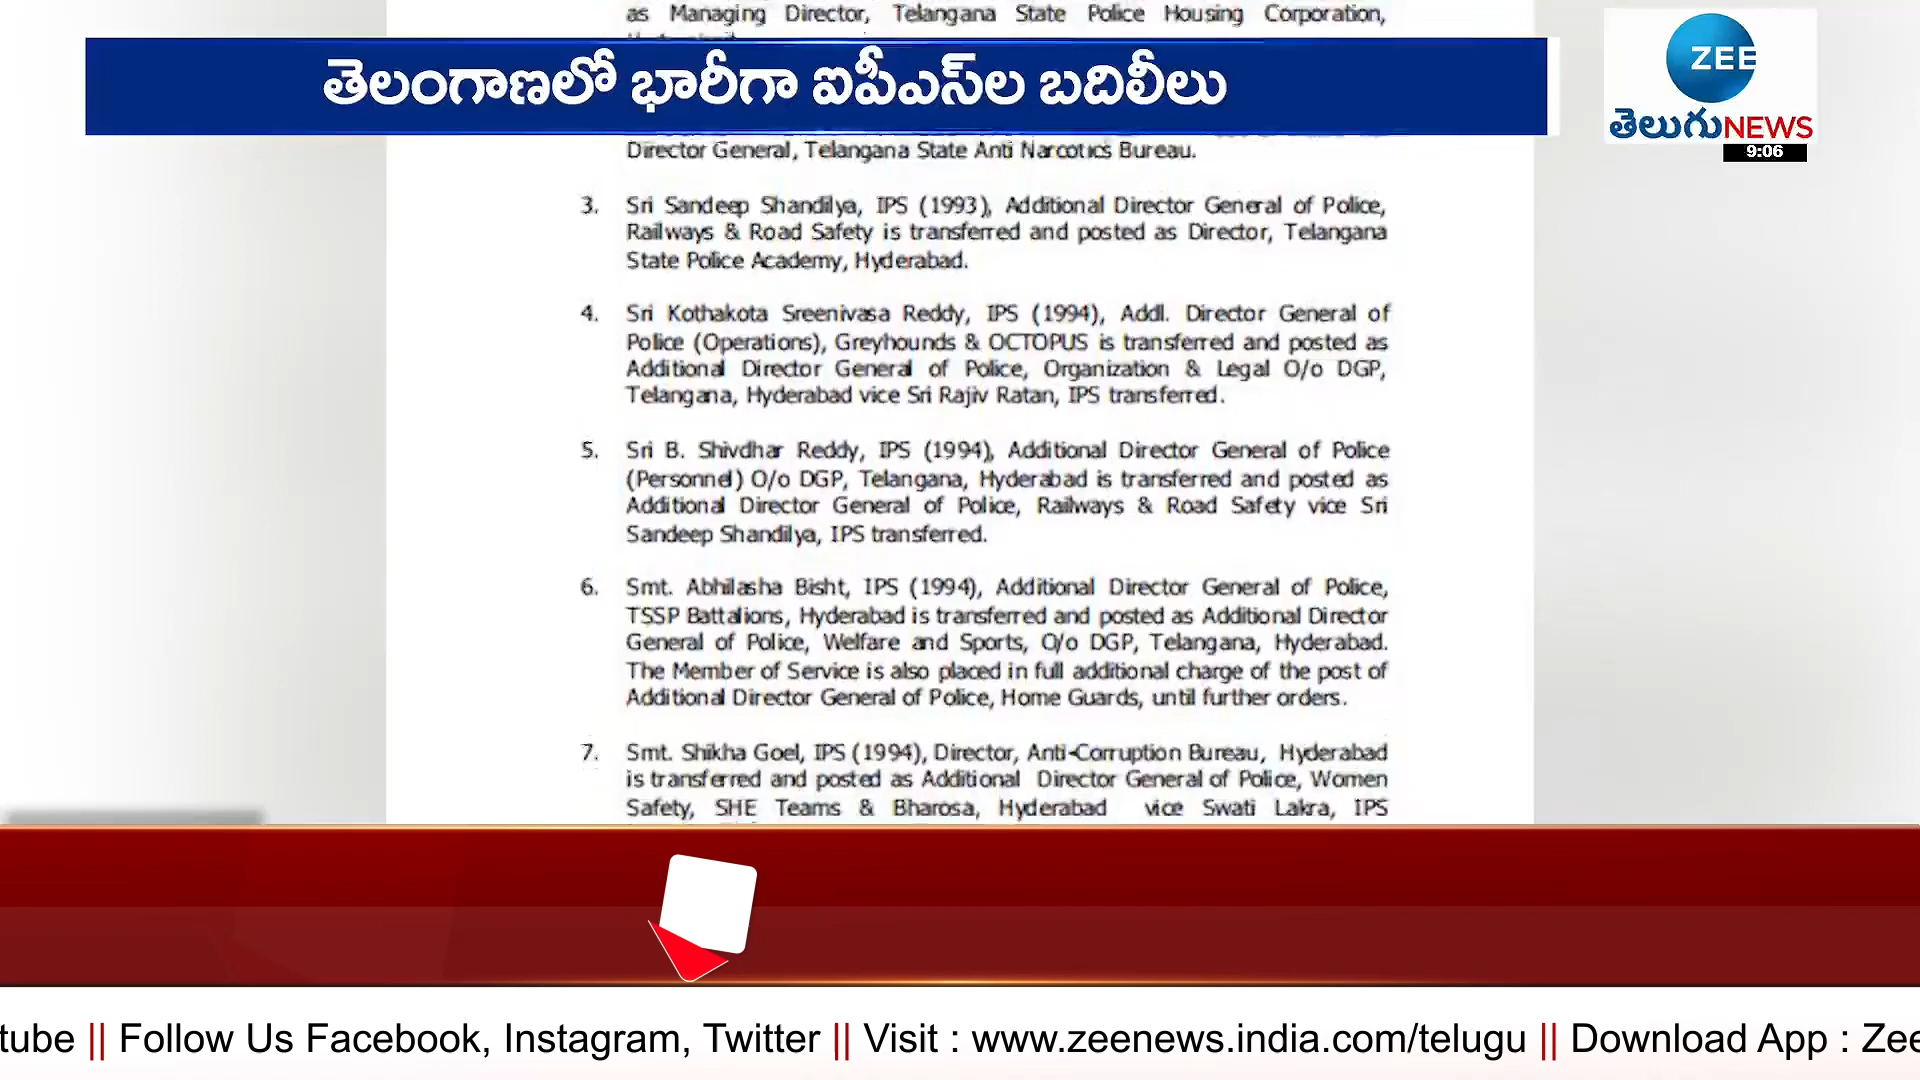 as Managing Director, Telangana State Police Housing Corporation,
తెలంగాణలో భారీగా ఐపీఎస్‌ల బదిలీలు
ZEE
తెలుగుNEWS
9:06
Director General, Telangana State Anti Narcotics Bureau.
3. Sri Sandeep Shandilya, IPS (1993), Additional Director General of Police,
Railways & Road Safety is transferred and posted as Director, Telangana
State Police Academy, Hyderabad.
4. Sri Kothakota Sreenivasa Reddy, IPS (1994), Addl. Director General of
Police (Operations), Greyhounds & OCTOPUS is transferred and posted as
Additional Director General of Police, Organization & Legal O/o DGP,
Telangana, Hyderabad vice Sri Rajiv Ratan, IPS transferred.
5. Sri B. Shivdhar Reddy, IPS (1994), Additional Director General of Police
(Personnel) O/o DGP, Telangana, Hyderabad is transferred and posted as
Additional Director General of Police, Railways & Road Safety vice Sri
Sandeep Shandilya, IPS transferred.
6. Smt. Abhilasha Bisht, IPS (1994), Additional Director General of Police,
TSSP Battalions, Hyderabad is transferred and posted as Additional Director
General of Police, Welfare and Sports, O/o DGP, Telangana, Hyderabad.
The Member of Service is also placed in full additional charge of the post of
Additional Director General of Police, Home Guards, until further orders.
7. Smt. Shikha Goel, IPS (1994), Director, Anti-Corruption Bureau, Hyderabad
is transferred and posted as Additional Director General of Police, Women
Safety, SHE Teams & Bharosa, Hyderabad vice Swati Lakra, IPS
tube || Follow Us Facebook, Instagram, Twitter || Visit : www.zeenews.india.com/telugu || Download App : Zee